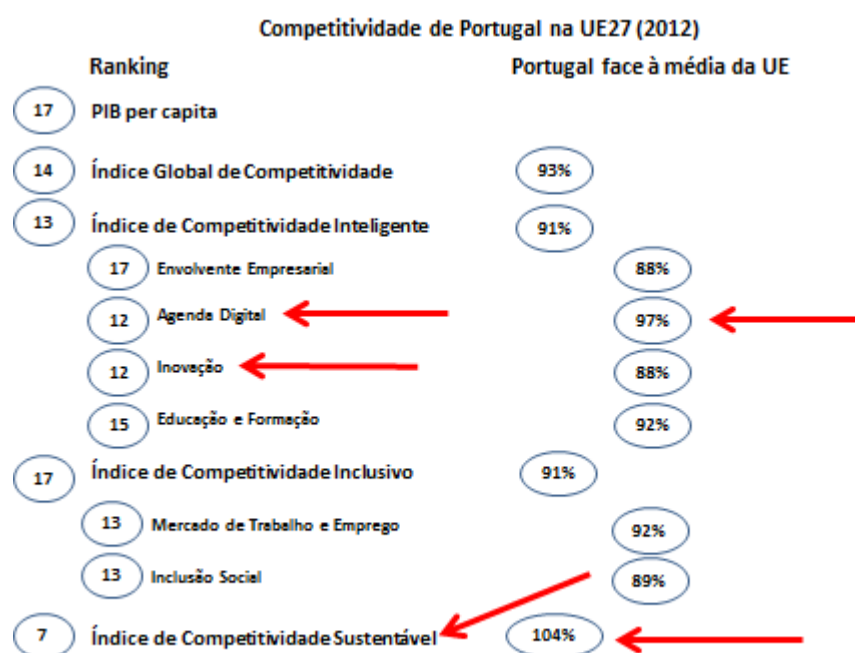 Competitividade de Portugal na UE27 (2012)
Ranking Portugal face à média da UE
17 PIB per capita
14 Índice Global de Competitividade 93%
13 Índice de Competitividade Inteligente 91%
17 Envolvente Empresarial 88%
12 Agenda Digital 97%
12 Inovação 88%
15 Educação e Formação 92%
17 Índice de Competitividade Inclusivo 91%
13 Mercado de Trabalho e Emprego 92%
13 Inclusão Social 89%
7 Índice de Competitividade Sustentável 104%